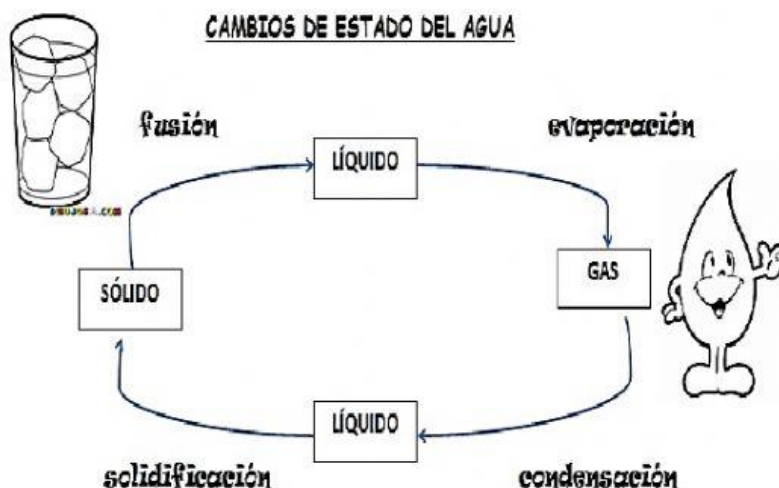 CAMBIOS DE ESTADO DEL AGUA
fusión
evaporación
LÍQUIDO
SÓLIDO
GAS
LÍQUIDO
solidificación
condensación